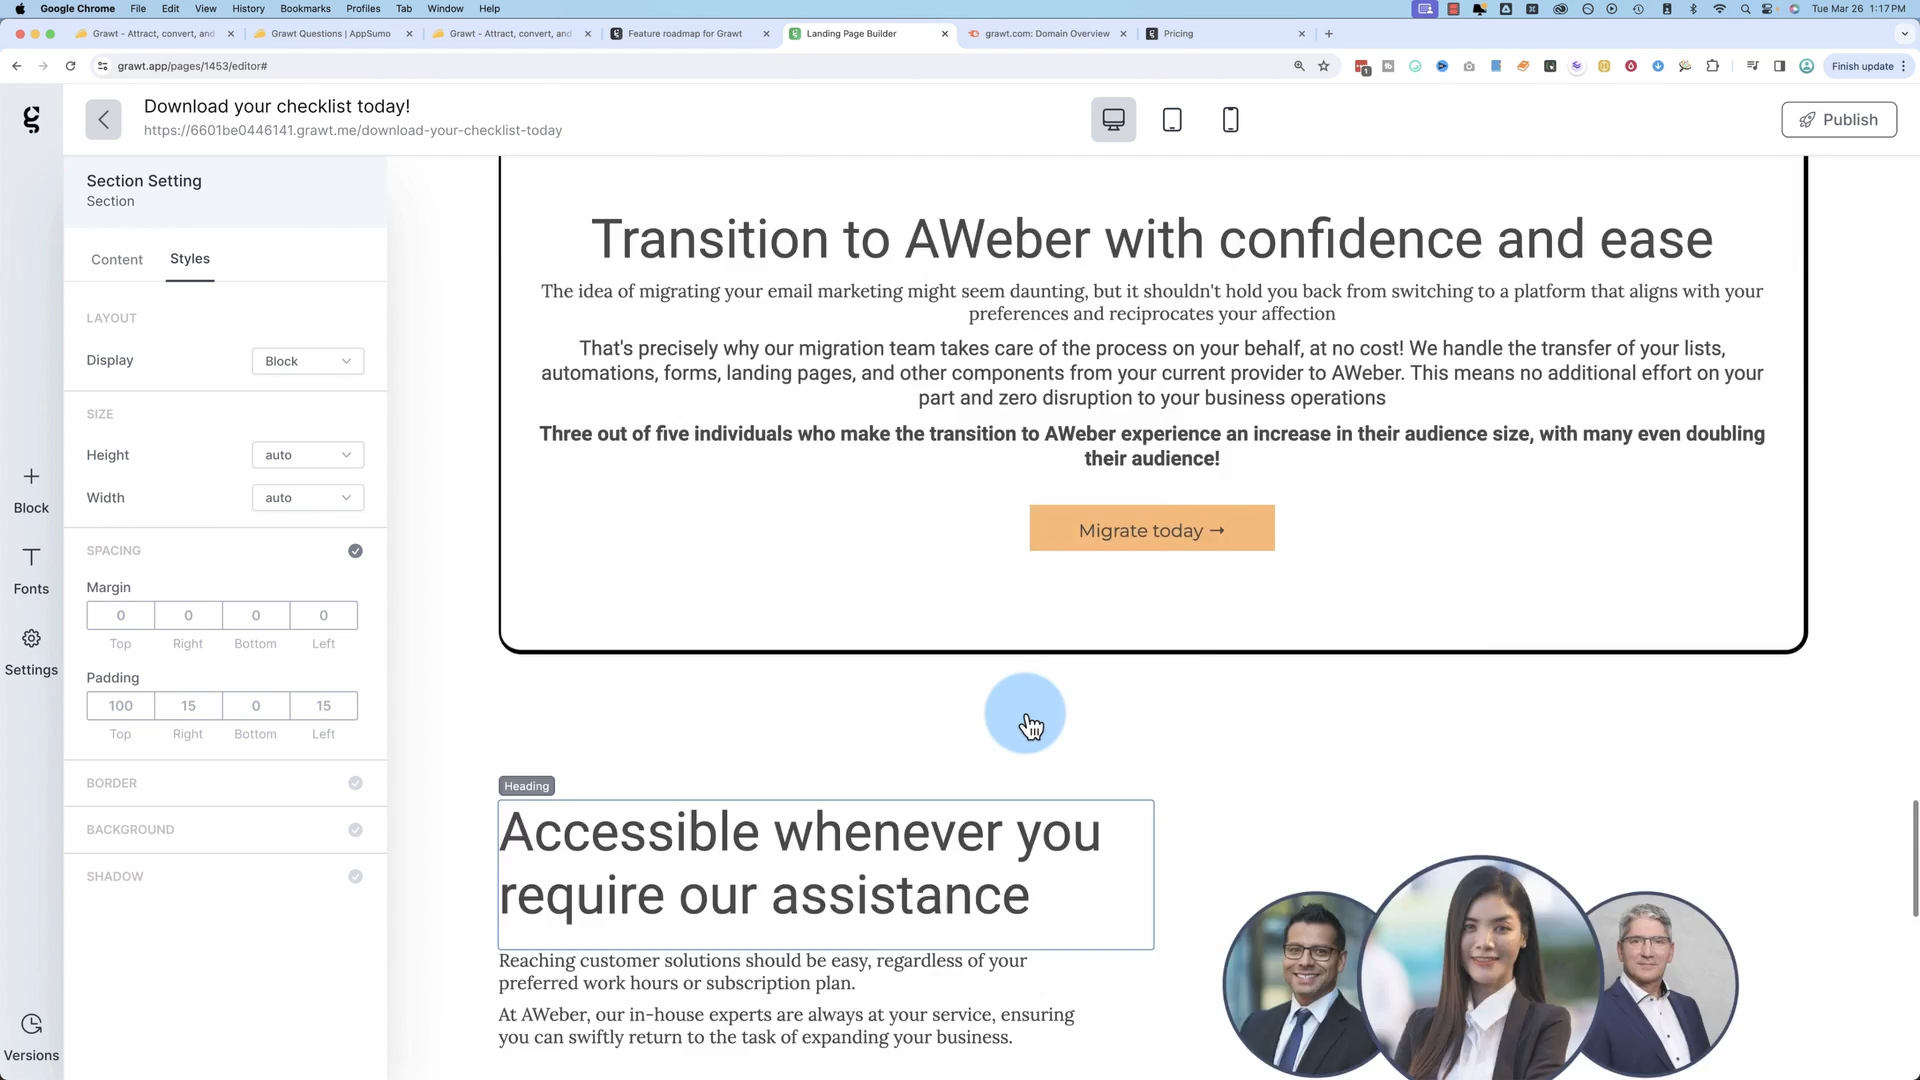 Google Chrome File Edit View History Bookmarks Profiles Tab Window Help
Tue Mar 26 1:17 PM
Grawt - Attract, convert, and
Grawt Questions | AppSumo
Grawt - Attract, convert, and
Feature roadmap for Grawt
Landing Page Builder
grawt.com: Domain Overview
Pricing
grawt.app/pages/1453/editor#
1
Finish update
g
Download your checklist today!
https://6601be0446141.grawt.me/download-your-checklist-today
Publish
Block
Fonts
Settings
Versions
Section Setting
Section
Content Styles
LAYOUT
Display Block
SIZE
Height auto
Width auto
SPACING
Margin
0 0 0 0
Top Right Bottom Left
Padding
100 15 0 15
Top Right Bottom Left
BORDER
BACKGROUND
SHADOW
Transition to AWeber with confidence and ease
The idea of migrating your email marketing might seem daunting, but it shouldn't hold you back from switching to a platform that aligns with your
preferences and reciprocates your affection
That's precisely why our migration team takes care of the process on your behalf, at no cost! We handle the transfer of your lists,
automations, forms, landing pages, and other components from your current provider to AWeber. This means no additional effort on your
part and zero disruption to your business operations
Three out of five individuals who make the transition to AWeber experience an increase in their audience size, with many even doubling
their audience!
Migrate today →
Heading
Accessible whenever you
require our assistance
Reaching customer solutions should be easy, regardless of your
preferred work hours or subscription plan.
At AWeber, our in-house experts are always at your service, ensuring
you can swiftly return to the task of expanding your business.